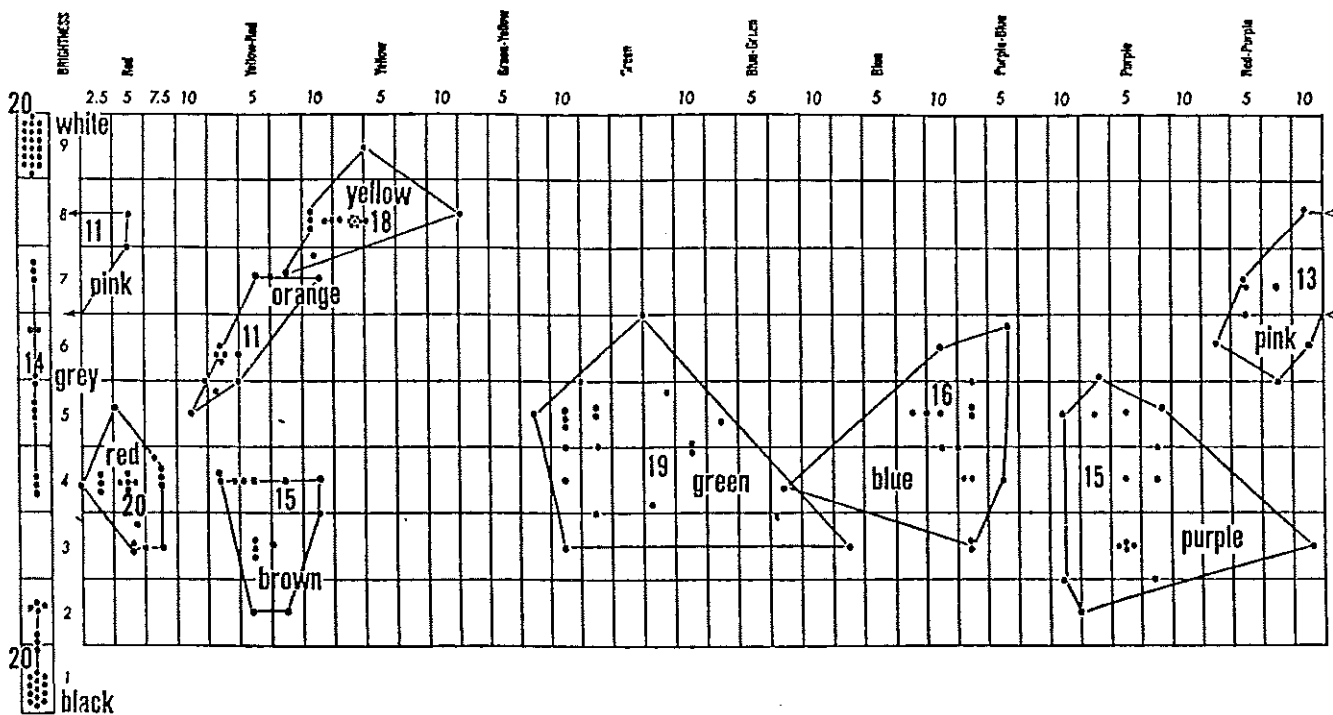 BRIGHTNESS Red Yellow-Red Yellow Green-Yellow Green Blue-Green Blue Purple-Blue Purple Red-Purple
2.5 5 7.5 10 5 10 5 10 5 10 5 10 5 10 5 10 5 10 5 10 5 10
20 white
9
yellow
8 18
11 13
7
pink orange
11 pink
6
14 grey 16
5
red
19 15
4 20 15 green blue
3 purple
brown
2
20
1
black